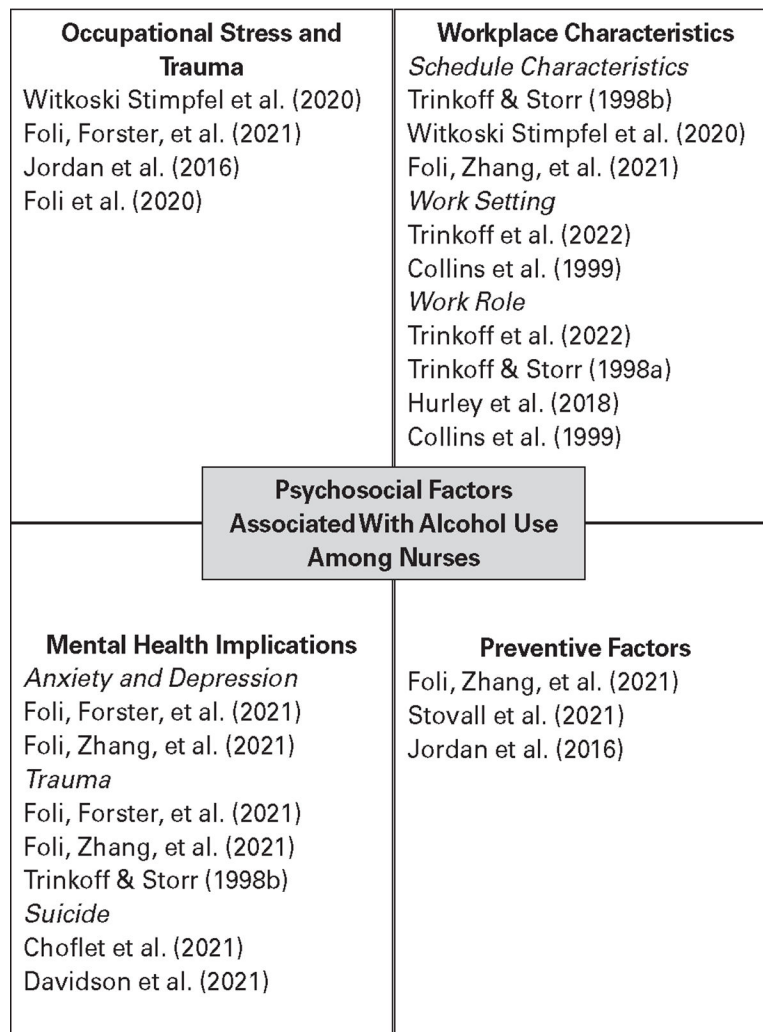 Occupational Stress and
Trauma
Witkoski Stimpfel et al. (2020)
Foli, Forster, et al. (2021)
Jordan et al. (2016)
Foli et al. (2020)
Workplace Characteristics
Schedule Characteristics
Trinkoff & Storr (1998b)
Witkoski Stimpfel et al. (2020)
Foli, Zhang, et al. (2021)
Work Setting
Trinkoff et al. (2022)
Collins et al. (1999)
Work Role
Trinkoff et al. (2022)
Trinkoff & Storr (1998a)
Hurley et al. (2018)
Collins et al. (1999)
Psychosocial Factors
Associated With Alcohol Use
Among Nurses
Mental Health Implications
Anxiety and Depression
Foli, Forster, et al. (2021)
Foli, Zhang, et al. (2021)
Trauma
Foli, Forster, et al. (2021)
Foli, Zhang, et al. (2021)
Trinkoff & Storr (1998b)
Suicide
Choflet et al. (2021)
Davidson et al. (2021)
Preventive Factors
Foli, Zhang, et al. (2021)
Stovall et al. (2021)
Jordan et al. (2016)